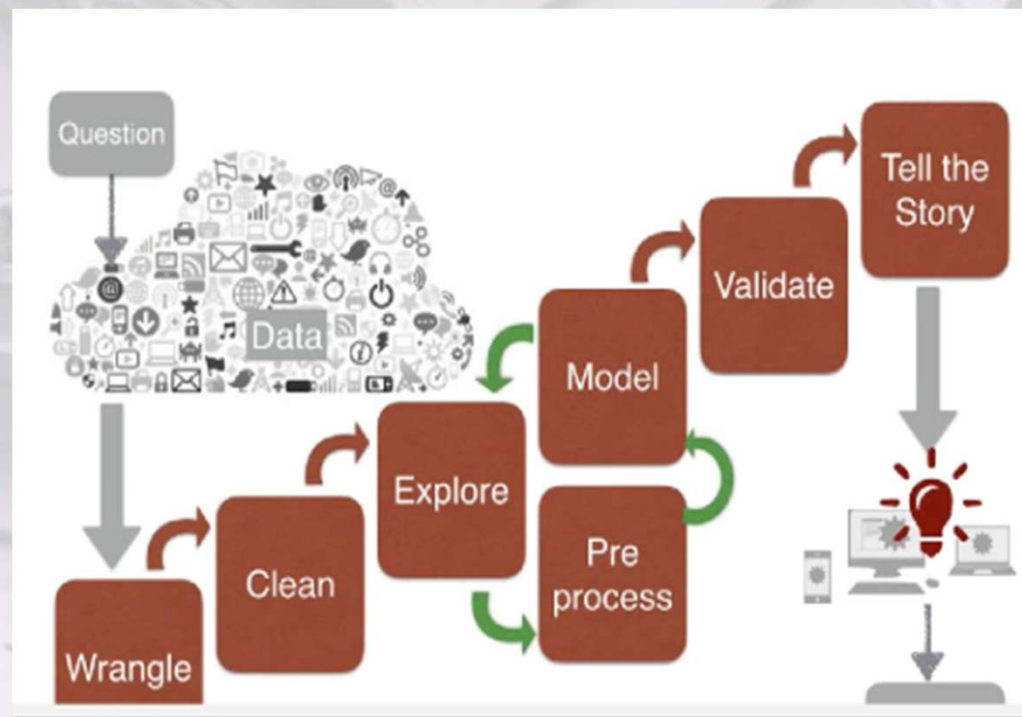 Question
Data
Wrangle
Clean
Explore
Pre
process
Model
Validate
Tell the
Story